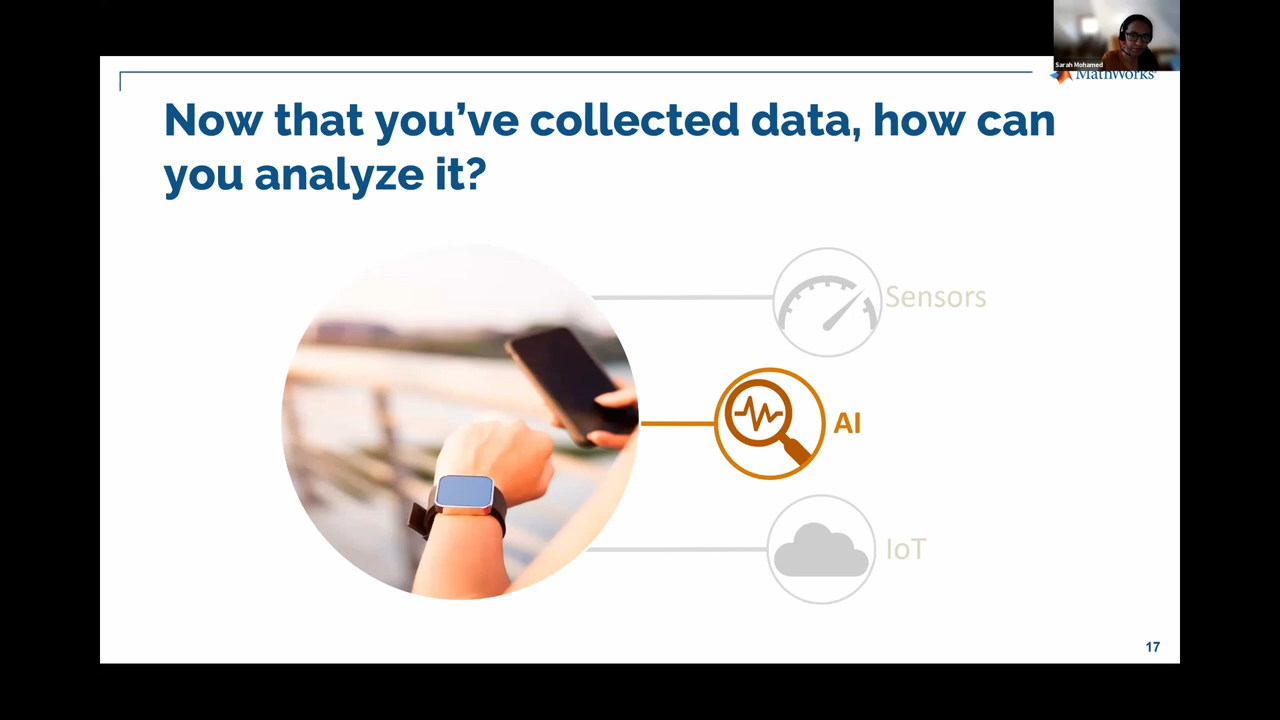 Sarah Mohamed
MathWorks®
Now that you’ve collected data, how can
you analyze it?
Sensors
AI
IoT
17